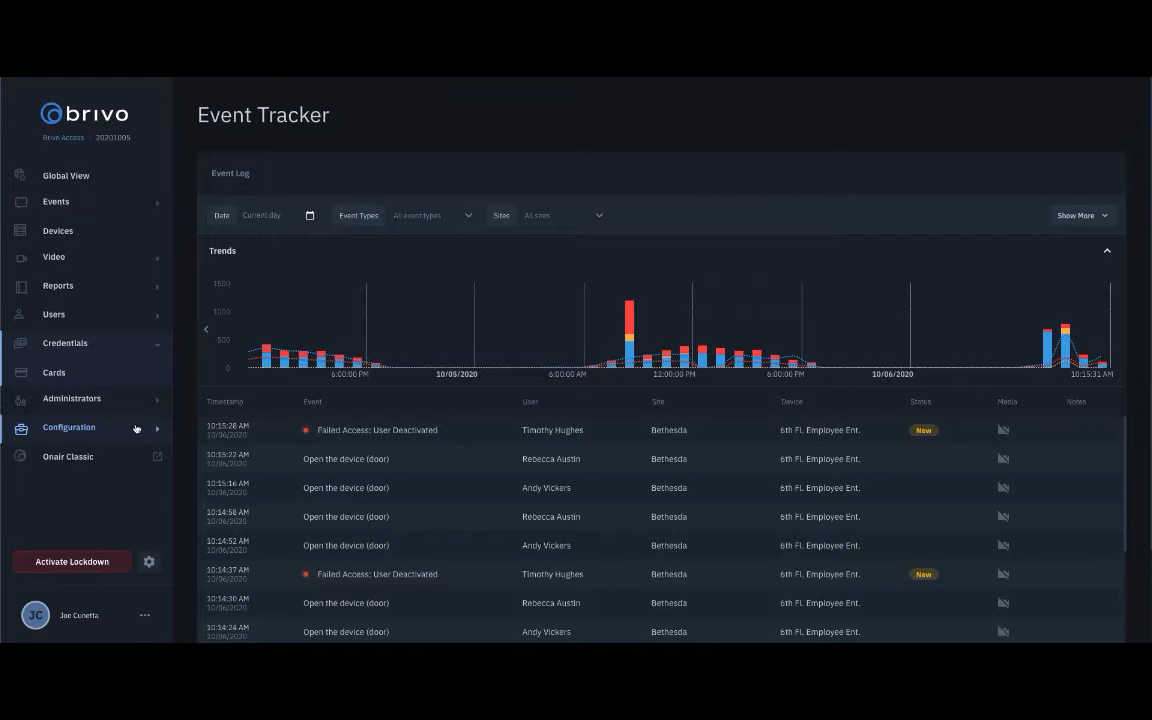 brivo
Brivo Access 20201005
Global View
Events
Devices
Video
Reports
Users
Credentials
Cards
Administrators
Configuration
Onair Classic
Activate Lockdown
JC Joe Cunetta
Event Tracker
Event Log
Date Current day Event Types All event types Sites All sites Show More
Trends
1500
1000
500
0
6:00:00 PM 10/05/2020 6:00:00 AM 12:00:00 PM 6:00:00 PM 10/06/2020 10:15:31 AM
Timestamp Event User Site Device Status Media Notes
10:15:28 AM
10/06/2020
Failed Access: User Deactivated Timothy Hughes Bethesda 6th Fl. Employee Ent. New
10:15:22 AM
10/06/2020
Open the device (door) Rebecca Austin Bethesda 6th Fl. Employee Ent.
10:15:16 AM
10/06/2020
Open the device (door) Andy Vickers Bethesda 6th Fl. Employee Ent.
10:14:58 AM
10/06/2020
Open the device (door) Rebecca Austin Bethesda 6th Fl. Employee Ent.
10:14:52 AM
10/06/2020
Open the device (door) Andy Vickers Bethesda 6th Fl. Employee Ent.
10:14:37 AM
10/06/2020
Failed Access: User Deactivated Timothy Hughes Bethesda 6th Fl. Employee Ent. New
10:14:30 AM
10/06/2020
Open the device (door) Rebecca Austin Bethesda 6th Fl. Employee Ent.
10:14:24 AM
10/06/2020
Open the device (door) Andy Vickers Bethesda 6th Fl. Employee Ent.